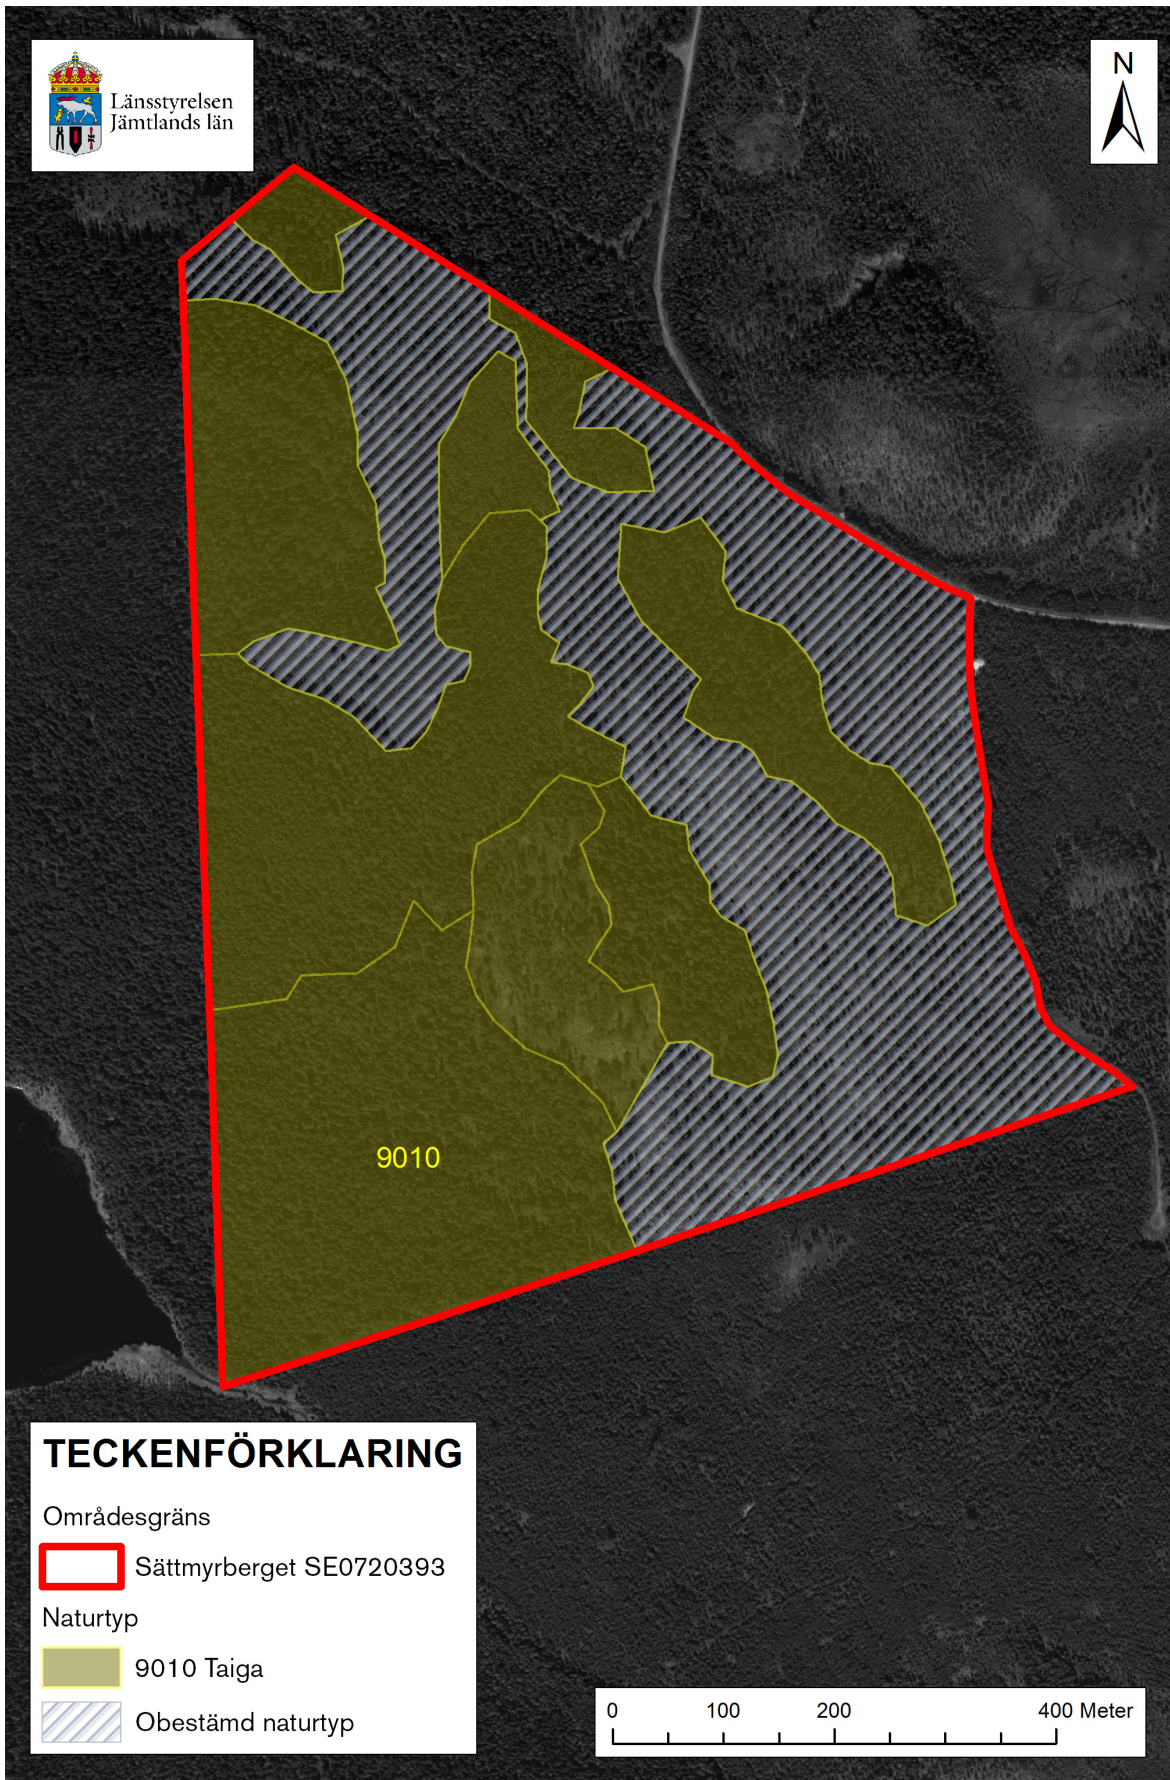 Länsstyrelsen
Jämtlands län
N
9010
TECKENFÖRKLARING
Områdesgräns
Sättmyrberget SE0720393
Naturtyp
9010 Taiga
Obestämd naturtyp
0 100 200 400 Meter